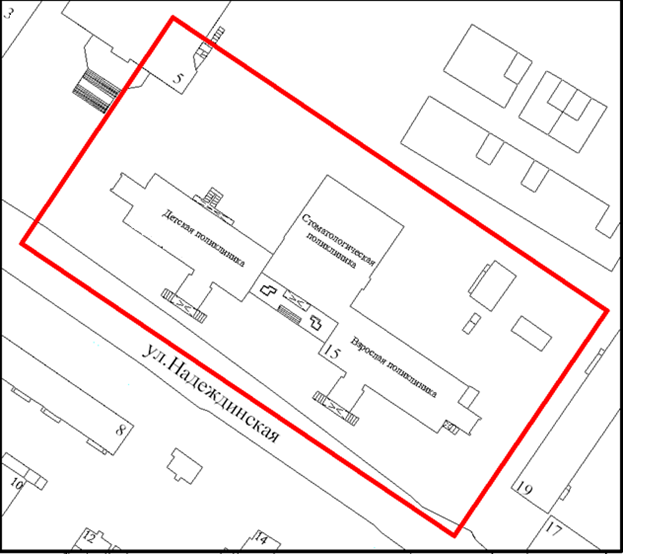 3
5
Детская поликлиника
Стоматологическая
поликлиника
15
Взрослая поликлиника
ул.Надеждинская
8
10
12
14
19
17